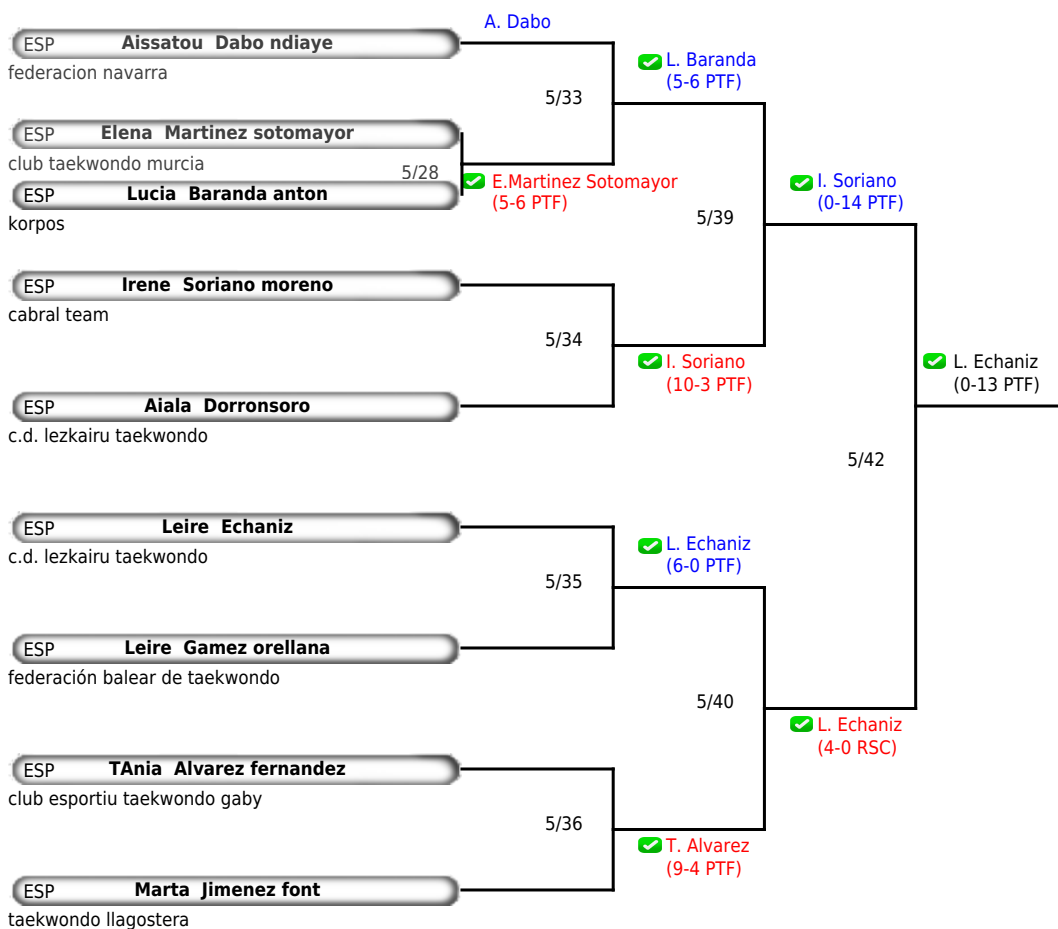 A. Dabo
ESP Aissatou Dabo ndiaye
federacion navarra
L. Baranda
(5-6 PTF)
5/33
ESP Elena Martinez sotomayor
club taekwondo murcia
5/28
E.Martinez Sotomayor
(5-6 PTF)
ESP Lucia Baranda anton
korpos
I. Soriano
(0-14 PTF)
5/39
ESP Irene Soriano moreno
cabral team
5/34
I. Soriano
(10-3 PTF)
L. Echaniz
(0-13 PTF)
ESP Aiala Dorronsoro
c.d. lezkairu taekwondo
5/42
ESP Leire Echaniz
c.d. lezkairu taekwondo
L. Echaniz
(6-0 PTF)
5/35
ESP Leire Gamez orellana
federación balear de taekwondo
5/40
L. Echaniz
(4-0 RSC)
ESP TAnia Alvarez fernandez
club esportiu taekwondo gaby
5/36
T. Alvarez
(9-4 PTF)
ESP Marta Jimenez font
taekwondo llagostera